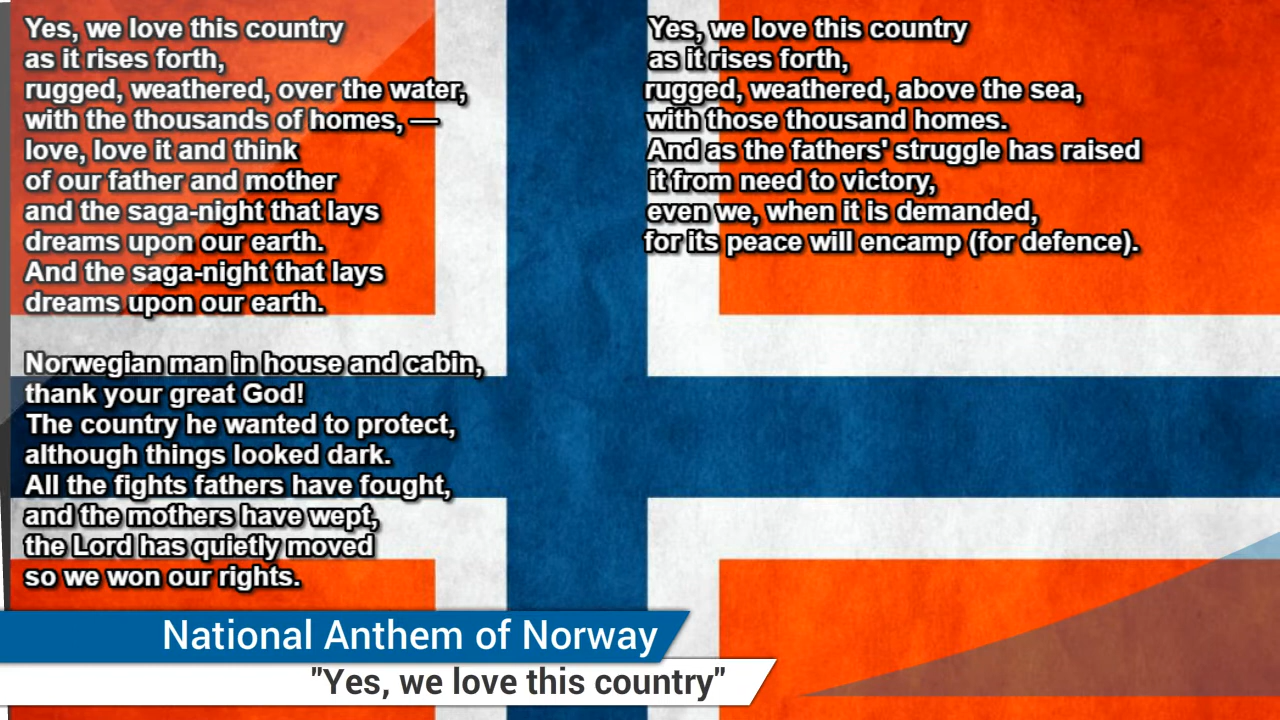 Yes, we love this country
as it rises forth,
rugged, weathered, over the water,
with the thousands of homes, —
love, love it and think
of our father and mother
and the saga-night that lays
dreams upon our earth.
And the saga-night that lays
dreams upon our earth.
Norwegian man in house and cabin,
thank your great God!
The country he wanted to protect,
although things looked dark.
All the fights fathers have fought,
and the mothers have wept,
the Lord has quietly moved
so we won our rights.
Yes, we love this country
as it rises forth,
rugged, weathered, above the sea,
with those thousand homes.
And as the fathers' struggle has raised
it from need to victory,
even we, when it is demanded,
for its peace will encamp (for defence).
National Anthem of Norway
"Yes, we love this country"